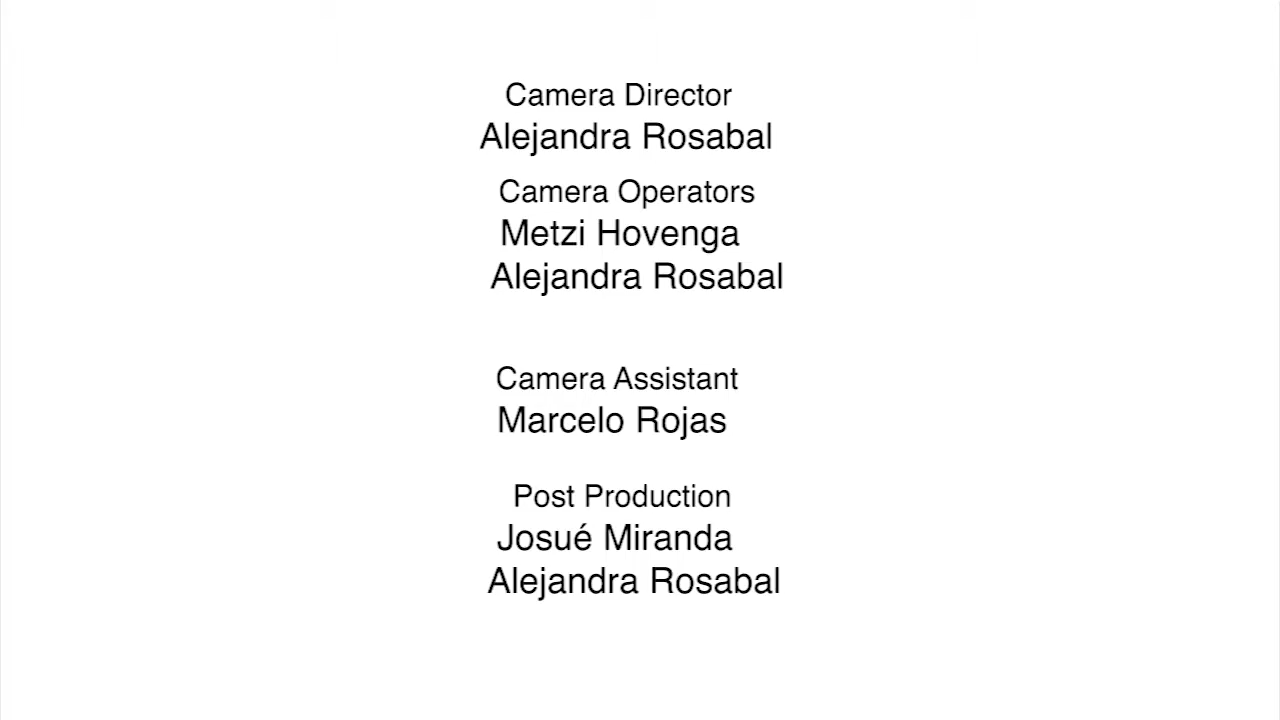 Camera Director
Alejandra Rosabal
Camera Operators
Metzi Hovenga
Alejandra Rosabal
Camera Assistant
Marcelo Rojas
Post Production
Josué Miranda
Alejandra Rosabal